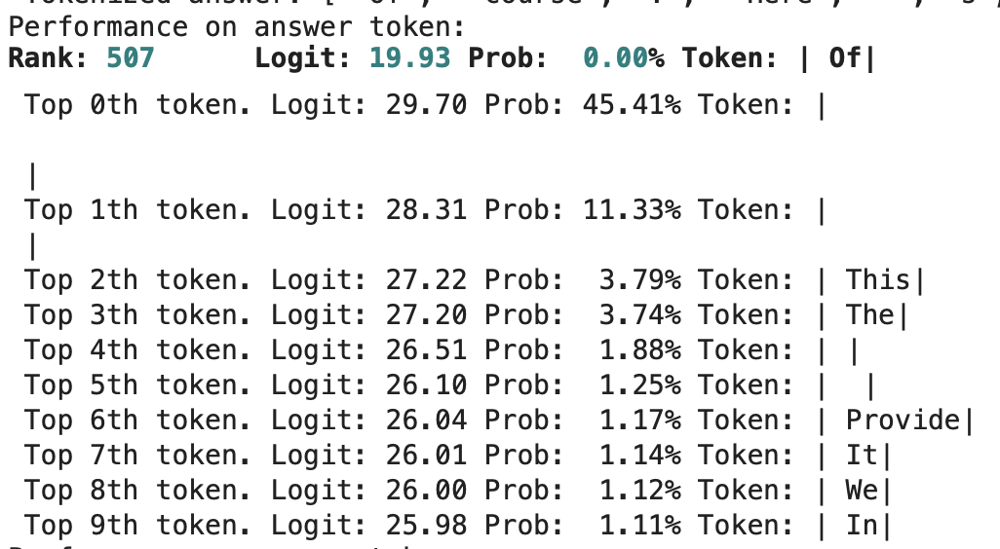 Performance on answer token:
Rank: 507      Logit: 19.93 Prob:  0.00% Token: | Of|
Top 0th token. Logit: 29.70 Prob: 45.41% Token: |
|
Top 1th token. Logit: 28.31 Prob: 11.33% Token: |
|
Top 2th token. Logit: 27.22 Prob:  3.79% Token: | This|
Top 3th token. Logit: 27.20 Prob:  3.74% Token: | The|
Top 4th token. Logit: 26.51 Prob:  1.88% Token: | |
Top 5th token. Logit: 26.10 Prob:  1.25% Token: |  |
Top 6th token. Logit: 26.04 Prob:  1.17% Token: | Provide|
Top 7th token. Logit: 26.01 Prob:  1.14% Token: | It|
Top 8th token. Logit: 26.00 Prob:  1.12% Token: | We|
Top 9th token. Logit: 25.98 Prob:  1.11% Token: | In|